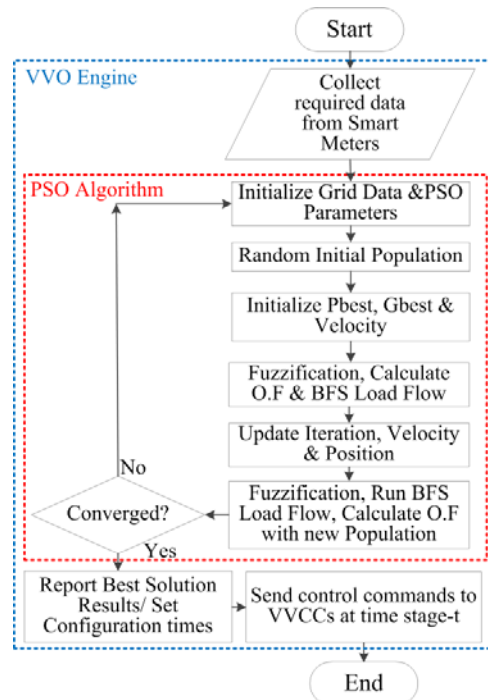 Start
VVO Engine
Collect
required data
from Smart
Meters
PSO Algorithm
Initialize Grid Data &PSO
Parameters
Random Initial Population
Initialize Pbest, Gbest &
Velocity
Fuzzification, Calculate
O.F & BFS Load Flow
Update Iteration, Velocity
& Position
No
Fuzzification, Run BFS
Load Flow, Calculate O.F
with new Population
Converged?
Yes
Report Best Solution
Results/ Set
Configuration times
Send control commands to
VVCCs at time stage-t
End